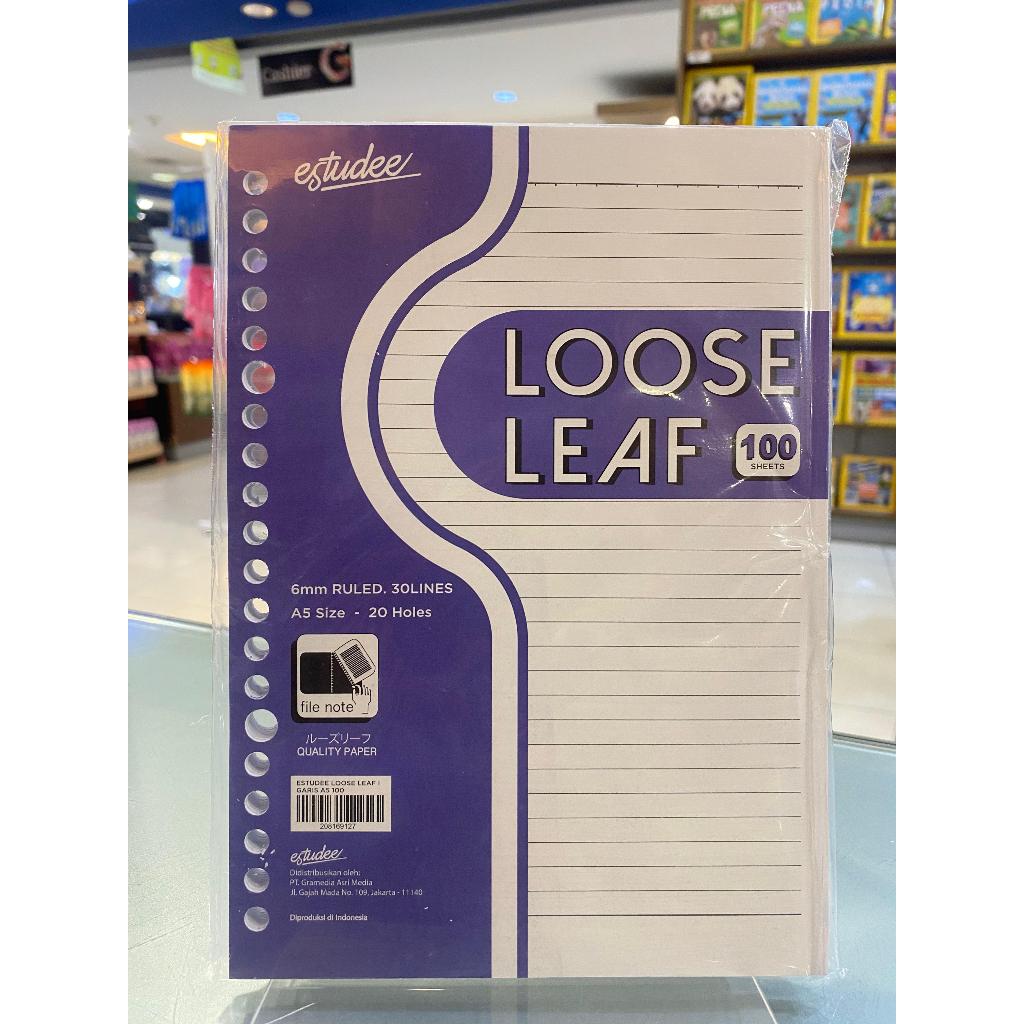 Cashier
estudee
LOOSE
LEAF
100
SHEETS
6mm RULED. 30LINES
A5 Size - 20 Holes
file note
ルーズリーフ
QUALITY PAPER
ESTUDEE LOOSE LEAF I
GARIS A5 100
208169127
estudee
Didistribusikan oleh:
PT. Gramedia Asri Media
Jl. Gajah Mada No. 109, Jakarta - 11140
Diproduksi di Indonesia